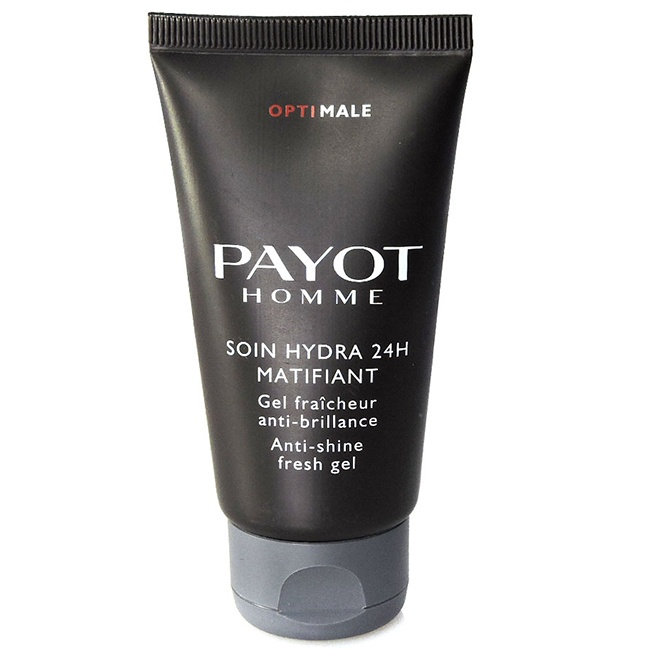 OPTIMALE
PAYOT
HOMME
SOIN HYDRA 24H
MATIFIANT
Gel fraîcheur
anti-brillance
Anti-shine
fresh gel